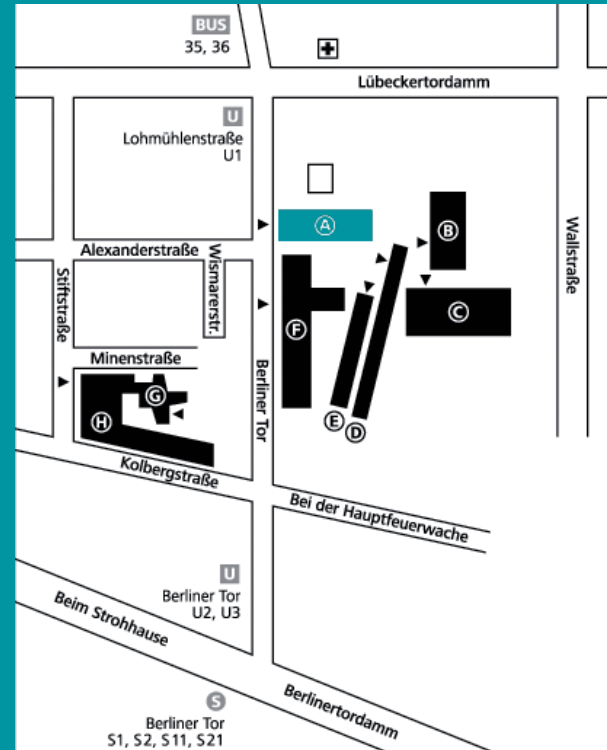 BUS
35, 36
Lübeckertordamm
U
Lohmühlenstraße
U1
A
B
Alexanderstraße
Wismarerstr.
Wallstraße
Stiftstraße
C
F
Minenstraße
Berliner Tor
G
H
E
D
Kolbergstraße
Bei der Hauptfeuerwache
U
Berliner Tor
U2, U3
Beim Strohhause
S
Berliner Tor
S1, S2, S11, S21
Berlinertordamm